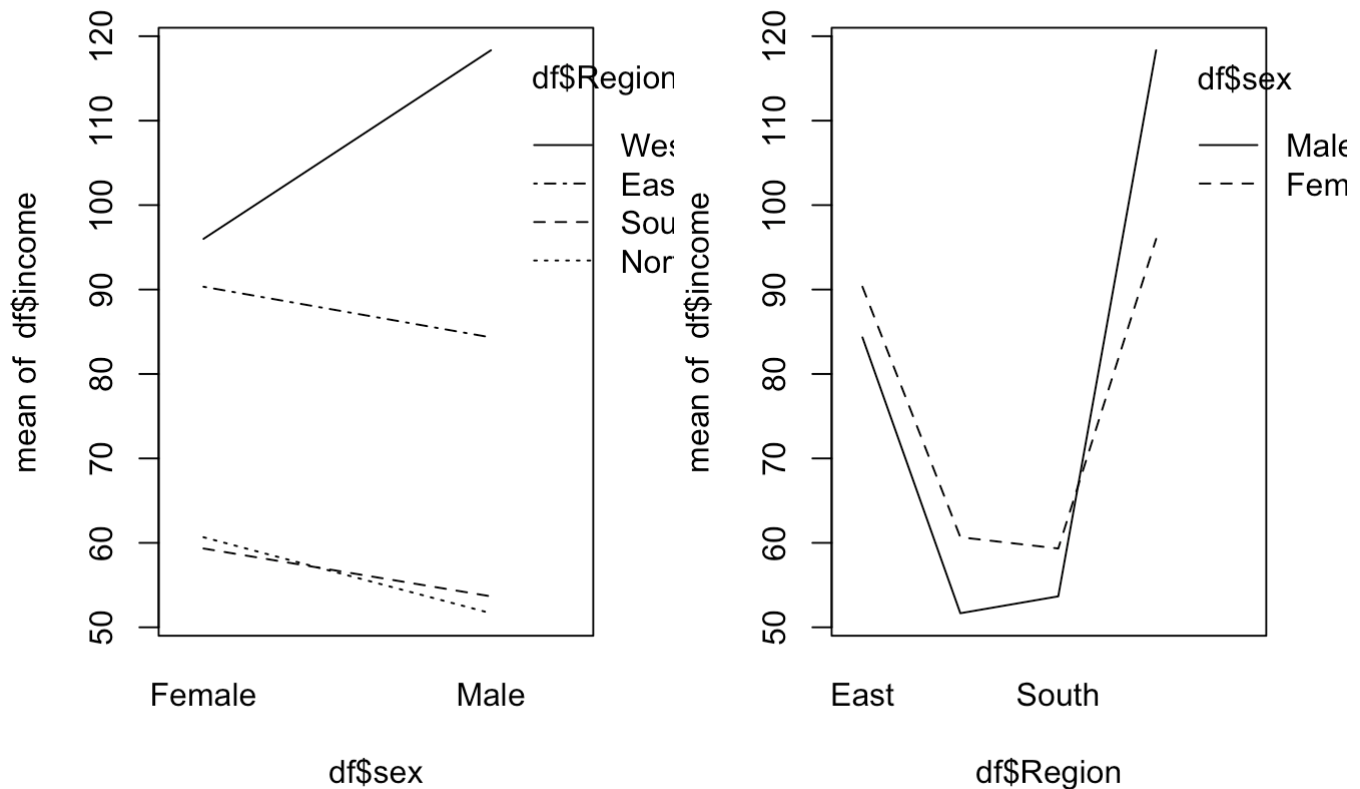 mean of  df$income
120
110
100
90
80
70
60
50
Female
Male
df$sex
df$Region
Wes
Eas
Sou
Nor
mean of  df$income
120
110
100
90
80
70
60
50
East
South
df$Region
df$sex
Male
Fem